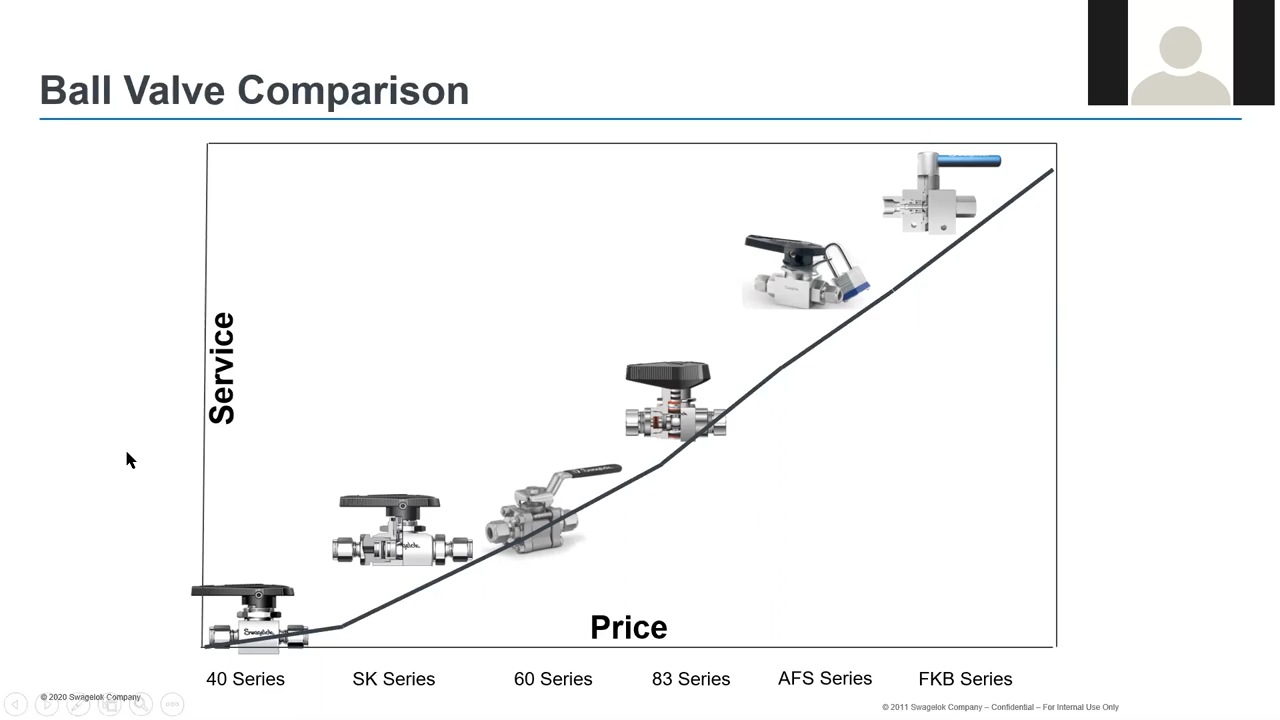 Ball Valve Comparison
Service
Swagelok
Price
40 Series
SK Series
60 Series
83 Series
AFS Series
FKB Series
© 2020 Swagelok Company
© 2011 Swagelok Company – Confidential – For Internal Use Only